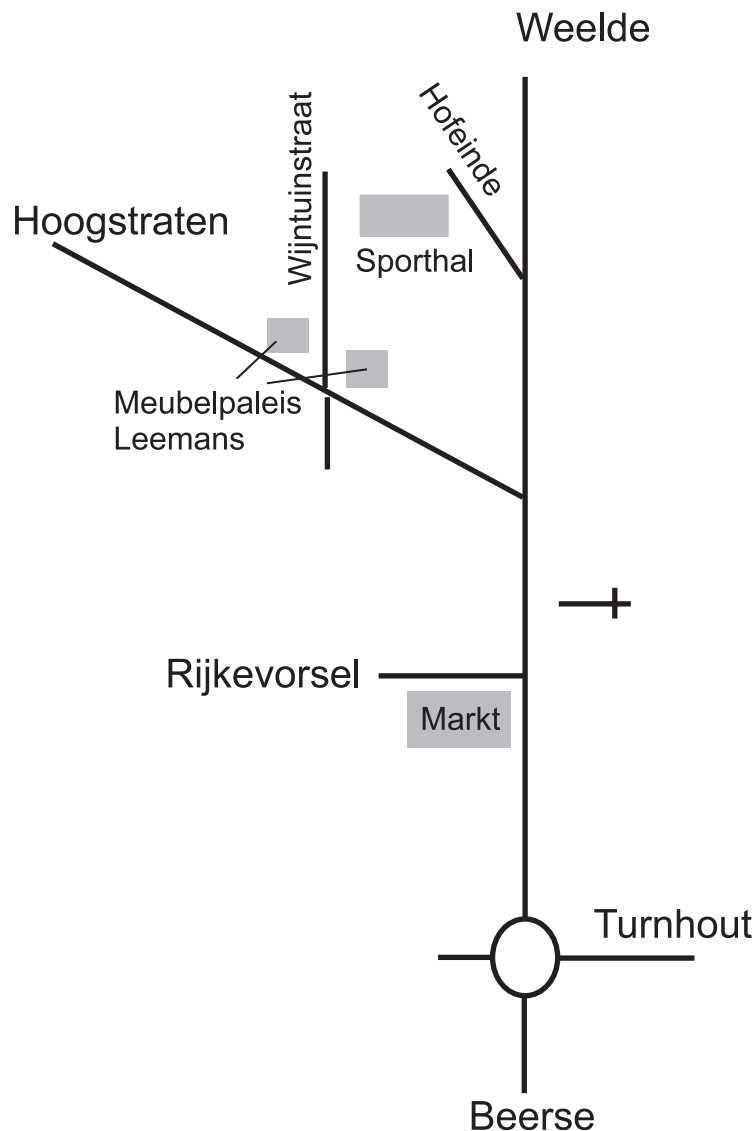 Weelde
Hofeinde
Wijntuinstraat
Hoogstraten
Sporthal
Meubelpaleis
Leemans
Rijkevorsel
Markt
Turnhout
Beerse